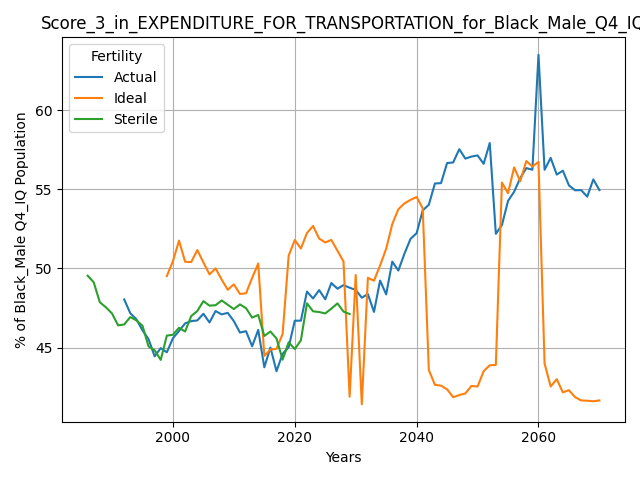 Score_3_in_EXPENDITURE_FOR_TRANSPORTATION_for_Black_Male_Q4_IQ
Fertility
Actual
Ideal
Sterile
60
55
50
45
% of Black_Male Q4_IQ Population
2000
2020
2040
2060
Years